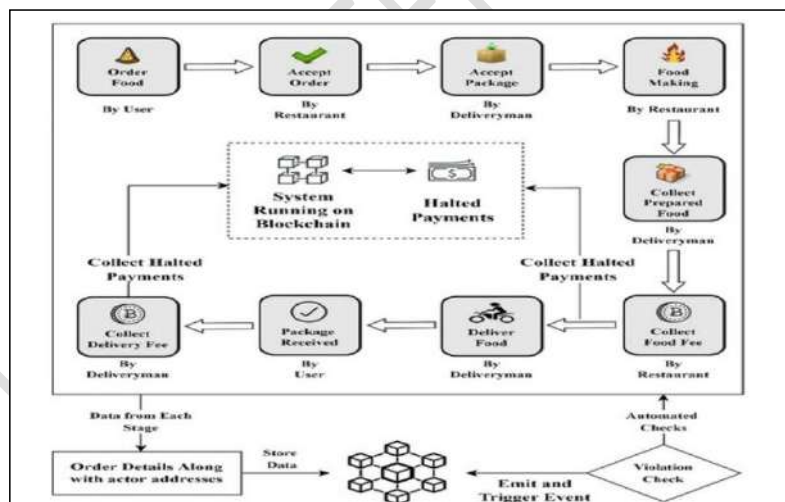 Order
Food
By User
Accept
Order
By
Restaurant
Accept
Package
By
Deliveryman
Food
Making
By Restaurant
System
Running on
Blockchain
Halted
Payments
Collect
Prepared
Food
By
Deliveryman
Collect Halted
Payments
Collect Halted
Payments
Collect
Delivery Fee
By
Deliveryman
Package
Received
By
User
Deliver
Food
By
Deliveryman
Collect
Food Fee
By
Restaurant
Data from Each
Stage
Automated
Checks
Order Details Along
with actor addresses
Store
Data
Emit and
Trigger Event
Violation
Check